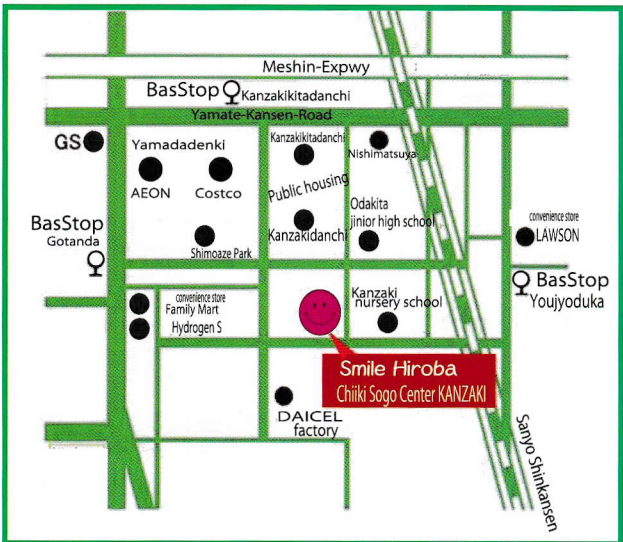 Meshin-Expwy
BasStop
Kanzakikitadanchi
Yamate-Kansen-Road
GS
Yamadadenki
Kanzakikitadanchi
Nishimatsuya
AEON
Costco
Public housing
Odakita
jinior high school
BasStop
Gotanda
Shimoaze Park
Kanzakidanchi
convenience store
LAWSON
BasStop
Youjyoduka
convenience store
Family Mart
Hydrogen S
Kanzaki
nursery school
Smile Hiroba
Chiiki Sogo Center KANZAKI
DAICEL
factory
Sanyo Shinkansen